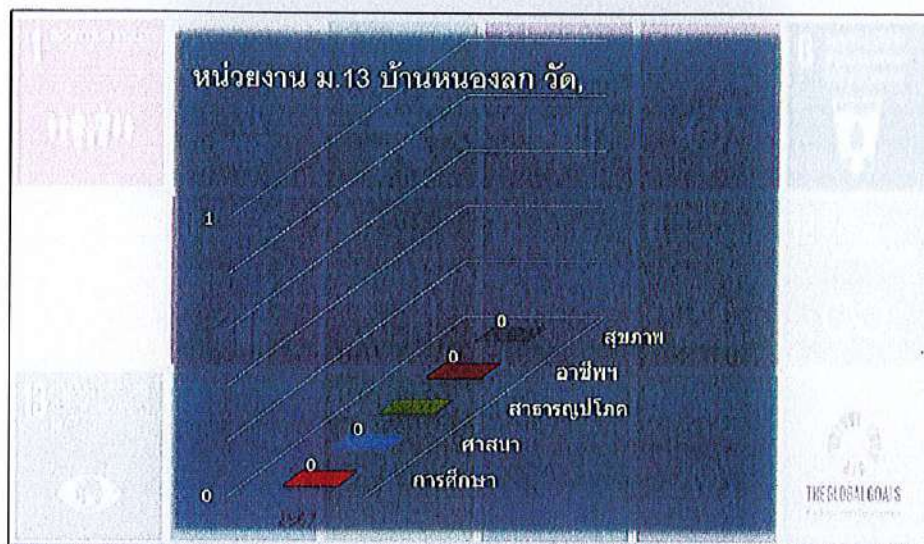 หน่วยงาน ม.13 บ้านหนองลก วัด,
1
0
สุขภาพ
0
อาชีพฯ
สาธารณูปโภค
0
ศาสนา
0
การศึกษา
0
2567
THEGLOBALGOALS